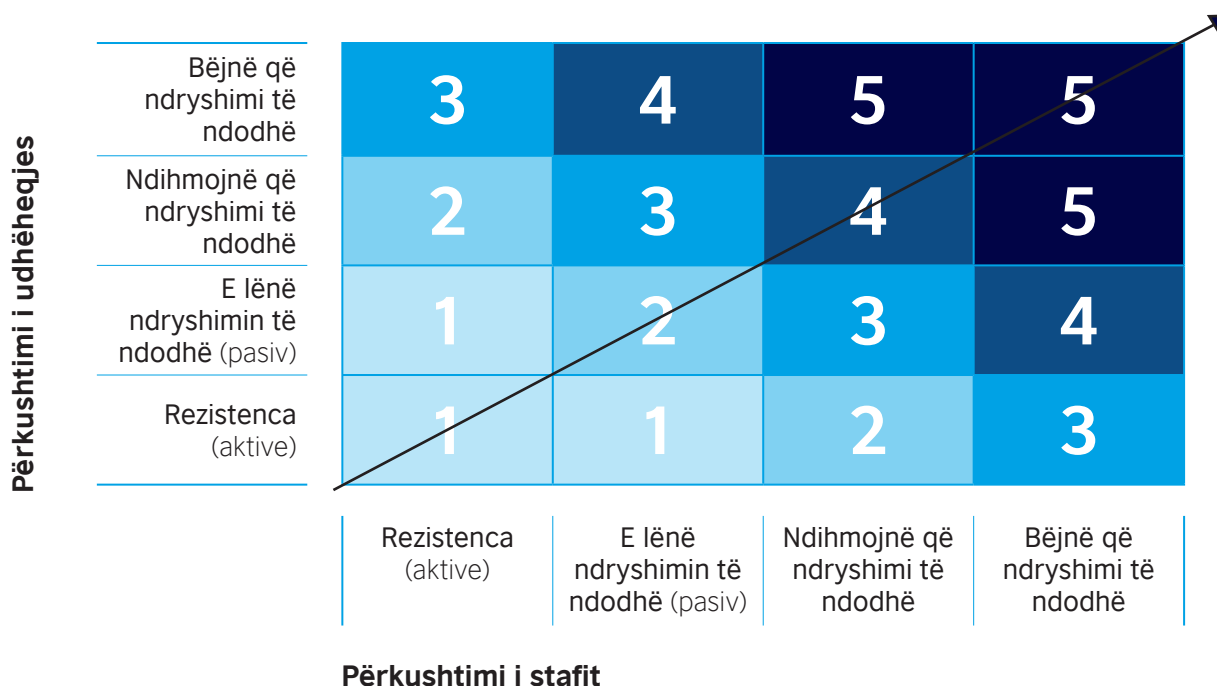 Përkushtimi i udhëheqjes
Bëjnë që
ndryshimi të
ndodhë
3
4
5
5
Ndihmojnë që
ndryshimi të
ndodhë
2
3
4
5
E lënë
ndryshimin të
ndodhë (pasiv)
1
2
3
4
Rezistenca
(aktive)
1
1
2
3
Rezistenca
(aktive)
E lënë
ndryshimin të
ndodhë (pasiv)
Ndihmojnë që
ndryshimi të
ndodhë
Bëjnë që
ndryshimi të
ndodhë
Përkushtimi i stafit